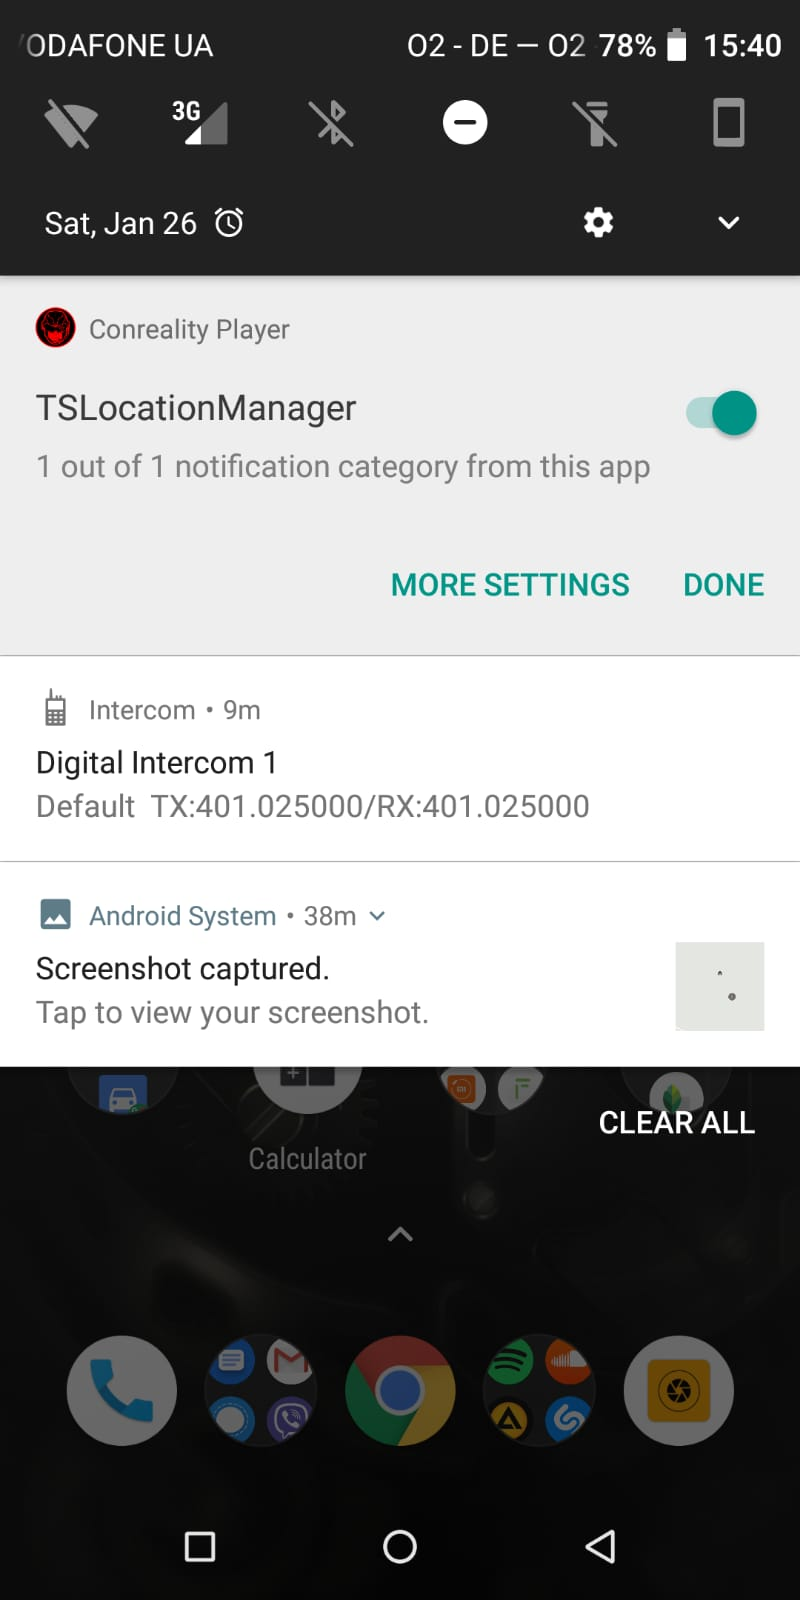 ODAFONE UA O2 - DE — O2 78% 15:40
3G
Sat, Jan 26
Conreality Player
TSLocationManager
1 out of 1 notification category from this app
MORE SETTINGS DONE
Intercom • 9m
Digital Intercom 1
Default TX:401.025000/RX:401.025000
Android System • 38m
Screenshot captured.
Tap to view your screenshot.
CLEAR ALL
Calculator